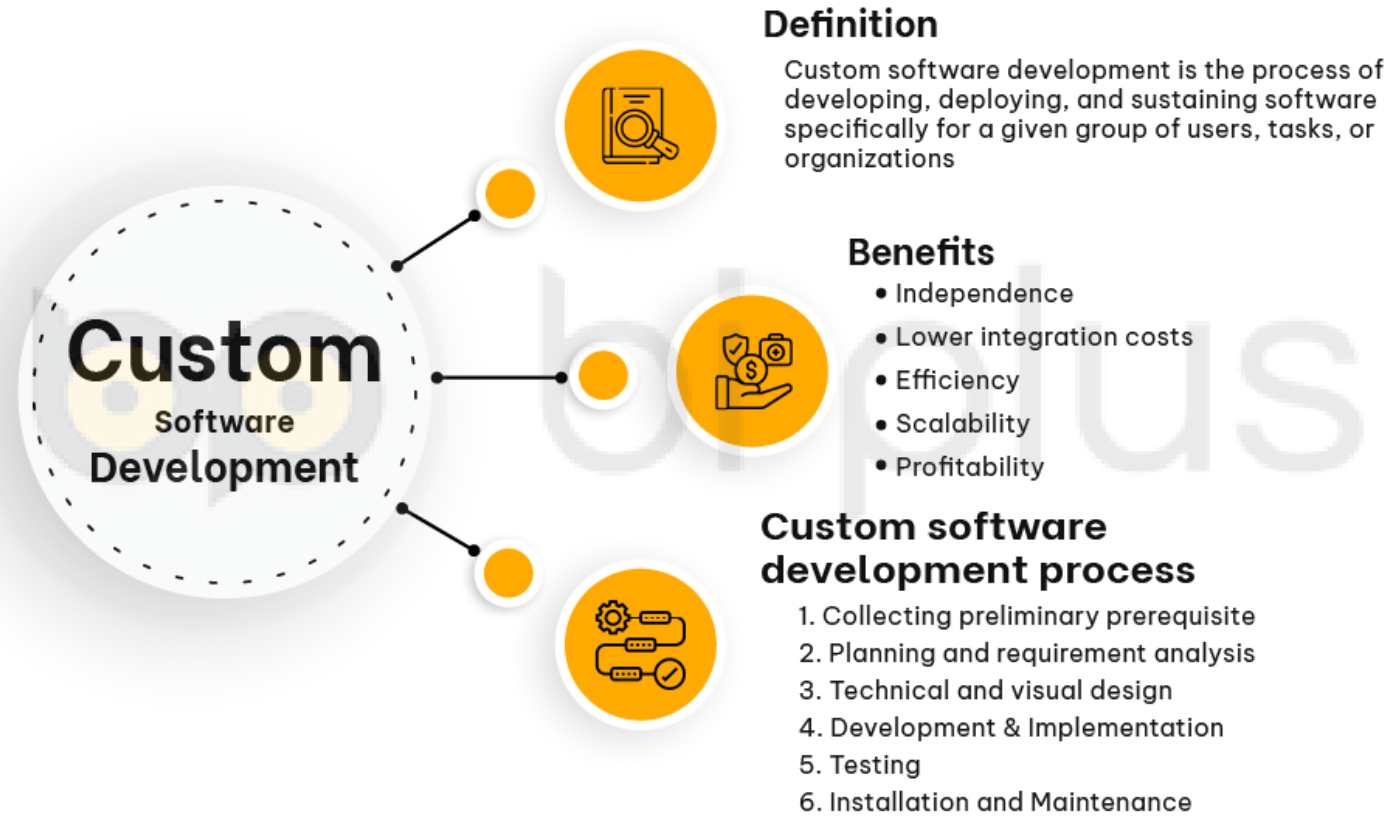 Custom
Software
Development
Definition
Custom software development is the process of
developing, deploying, and sustaining software
specifically for a given group of users, tasks, or
organizations
Benefits
• Independence
• Lower integration costs
• Efficiency
• Scalability
• Profitability
Custom software
development process
1. Collecting preliminary prerequisite
2. Planning and requirement analysis
3. Technical and visual design
4. Development & Implementation
5. Testing
6. Installation and Maintenance